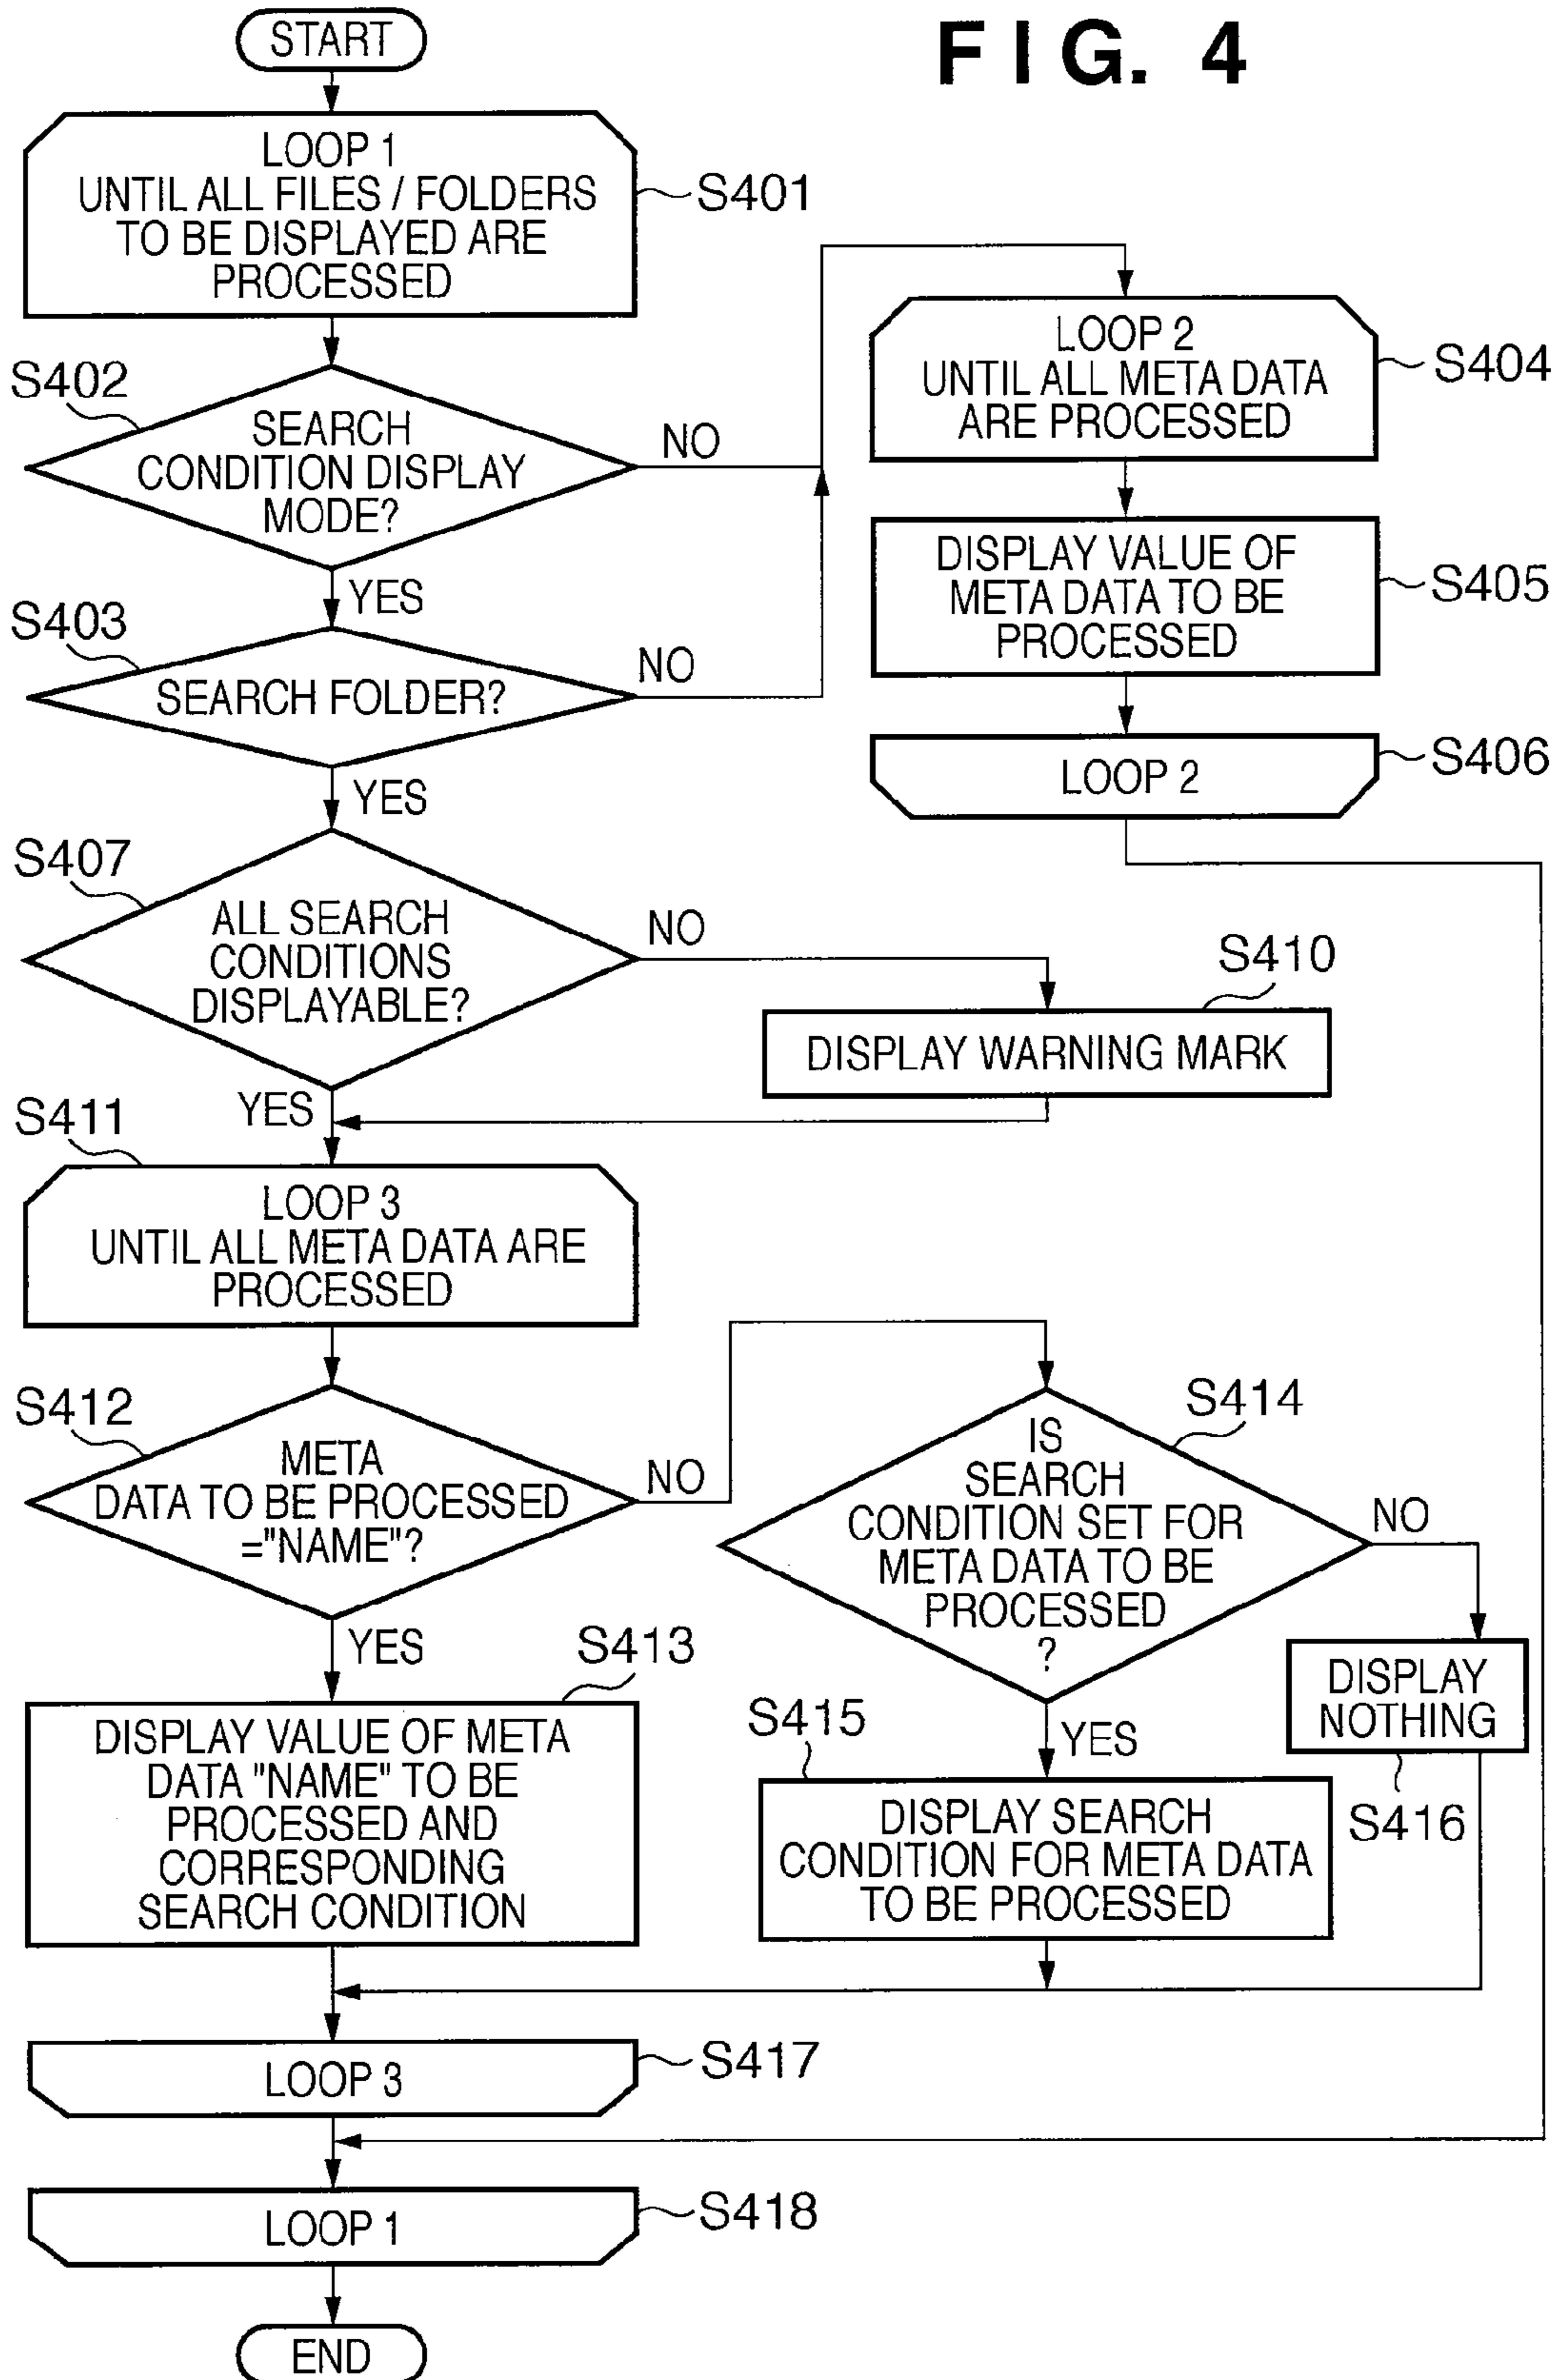 FIG. 4
START
LOOP 1
UNTIL ALL FILES / FOLDERS
TO BE DISPLAYED ARE
PROCESSED
S401
S402
SEARCH
CONDITION DISPLAY
MODE?
NO
YES
S403
SEARCH FOLDER?
NO
YES
LOOP 2
UNTIL ALL META DATA
ARE PROCESSED
S404
DISPLAY VALUE OF
META DATA TO BE
PROCESSED
S405
LOOP 2
S406
S407
ALL SEARCH
CONDITIONS
DISPLAYABLE?
NO
YES
S410
DISPLAY WARNING MARK
S411
LOOP 3
UNTIL ALL META DATA ARE
PROCESSED
S412
META
DATA TO BE PROCESSED
="NAME"?
NO
YES
S413
DISPLAY VALUE OF META
DATA "NAME" TO BE
PROCESSED AND
CORRESPONDING
SEARCH CONDITION
S414
IS
SEARCH
CONDITION SET FOR
META DATA TO BE
PROCESSED
?
NO
YES
S415
DISPLAY SEARCH
CONDITION FOR META DATA
TO BE PROCESSED
DISPLAY
NOTHING
S416
LOOP 3
S417
LOOP 1
S418
END